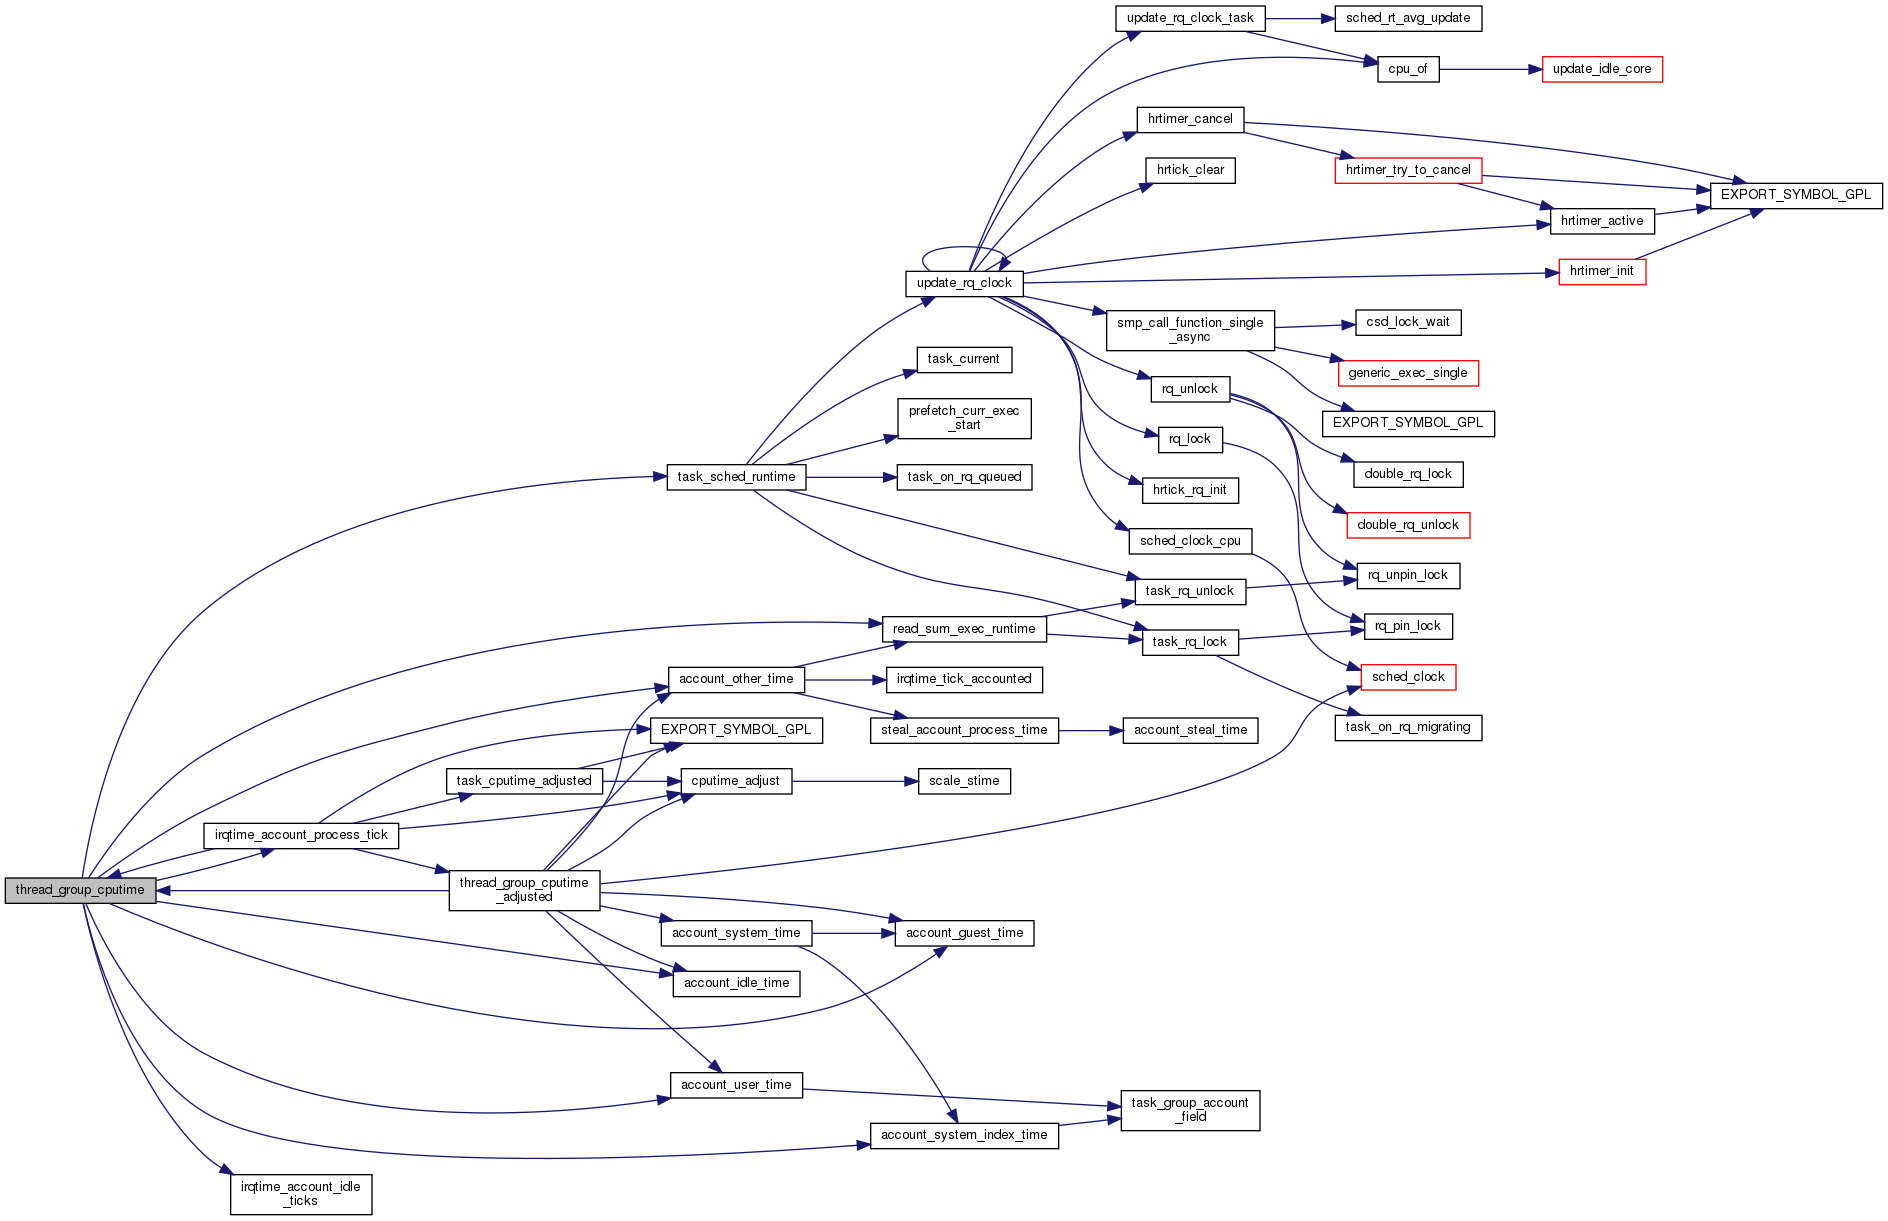 update_rq_clock_task
sched_rt_avg_update
cpu_of
update_idle_core
hrtimer_cancel
hrtick_clear
hrtimer_try_to_cancel
EXPORT_SYMBOL_GPL
hrtimer_active
hrtimer_init
update_rq_clock
smp_call_function_single
_async
csd_lock_wait
generic_exec_single
EXPORT_SYMBOL_GPL
task_current
rq_unlock
prefetch_curr_exec
_start
rq_lock
double_rq_lock
task_sched_runtime
task_on_rq_queued
hrtick_rq_init
double_rq_unlock
sched_clock_cpu
rq_unpin_lock
task_rq_unlock
read_sum_exec_runtime
task_rq_lock
rq_pin_lock
account_other_time
irqtime_tick_accounted
sched_clock
EXPORT_SYMBOL_GPL
steal_account_process_time
account_steal_time
task_on_rq_migrating
task_cputime_adjusted
cputime_adjust
scale_stime
irqtime_account_process_tick
thread_group_cputime
thread_group_cputime
_adjusted
account_system_time
account_guest_time
account_idle_time
account_user_time
task_group_account
_field
account_system_index_time
irqtime_account_idle
_ticks